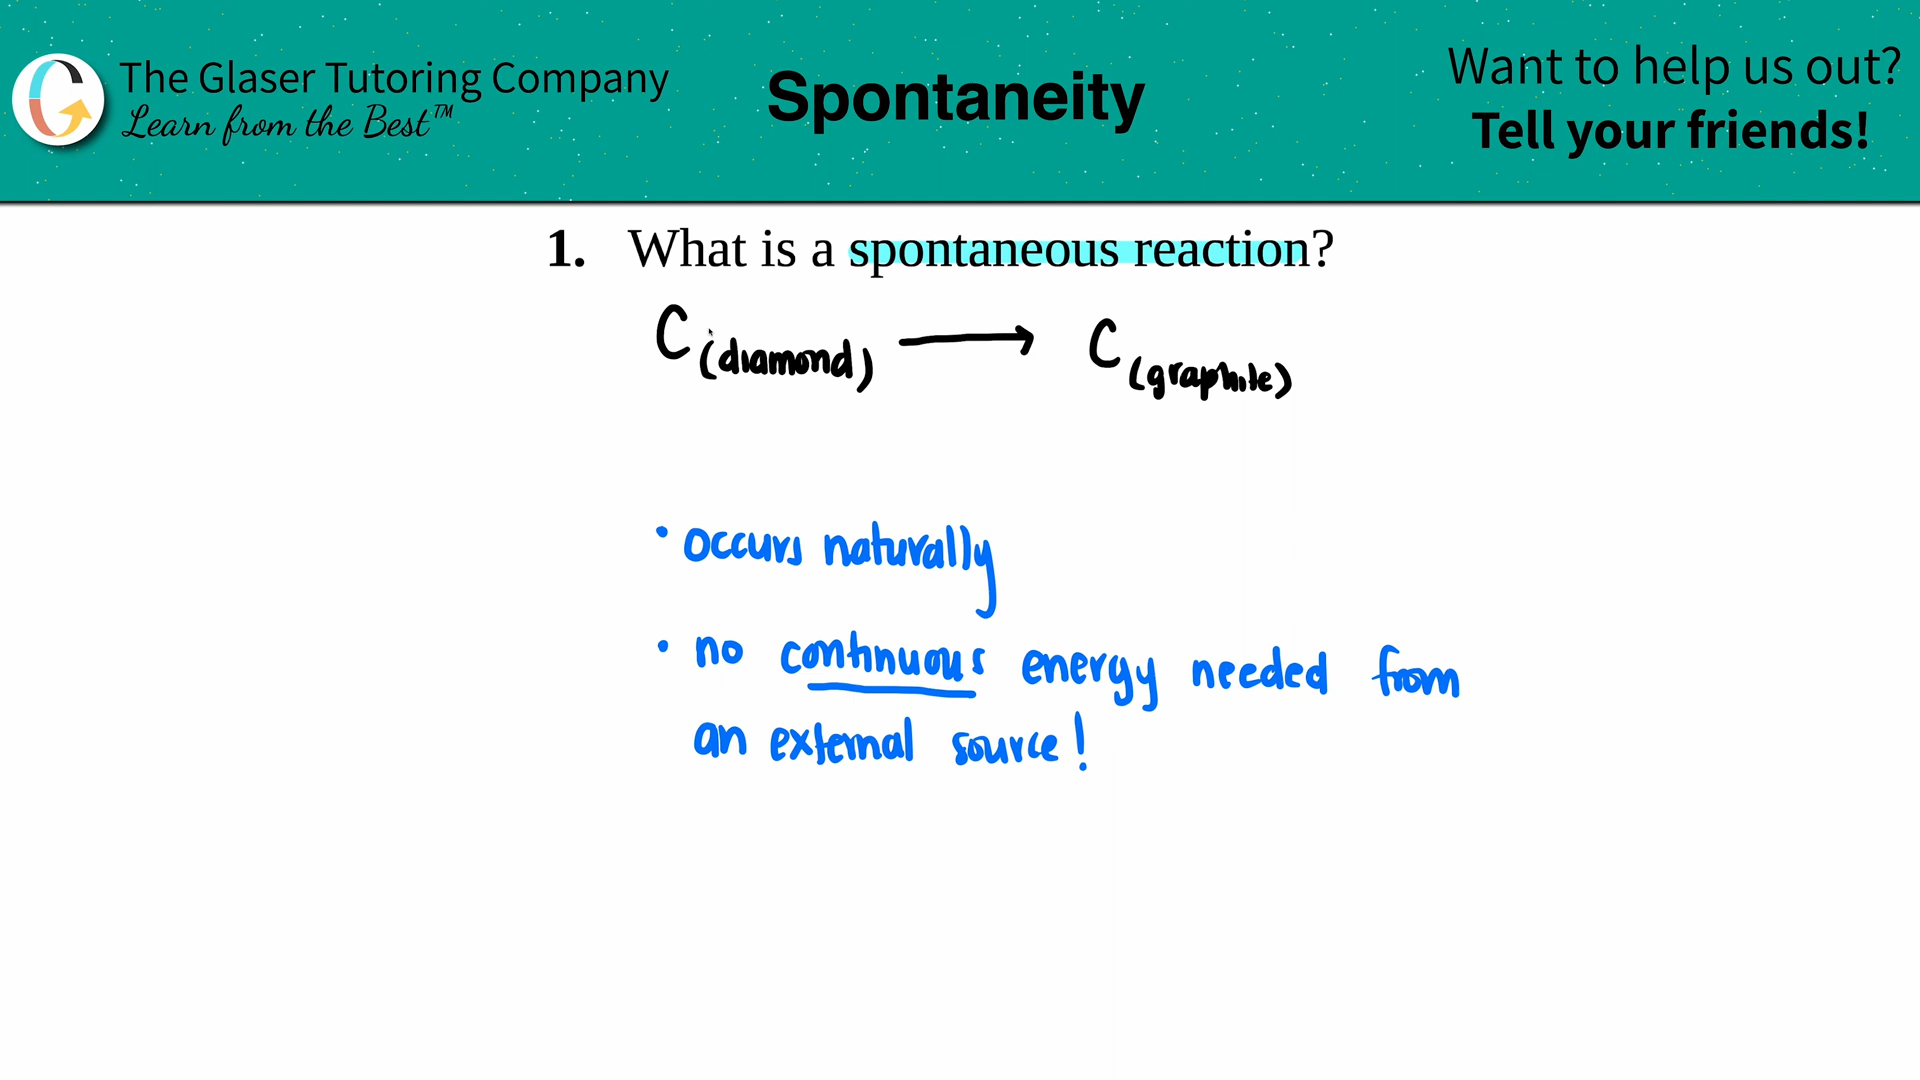 The Glaser Tutoring Company
Learn from the Best™
Spontaneity
Want to help us out?
Tell your friends!
1. What is a spontaneous reaction?
C(diamond) → C(graphite)
• occurs naturally
• no continuous energy needed from
an external source!